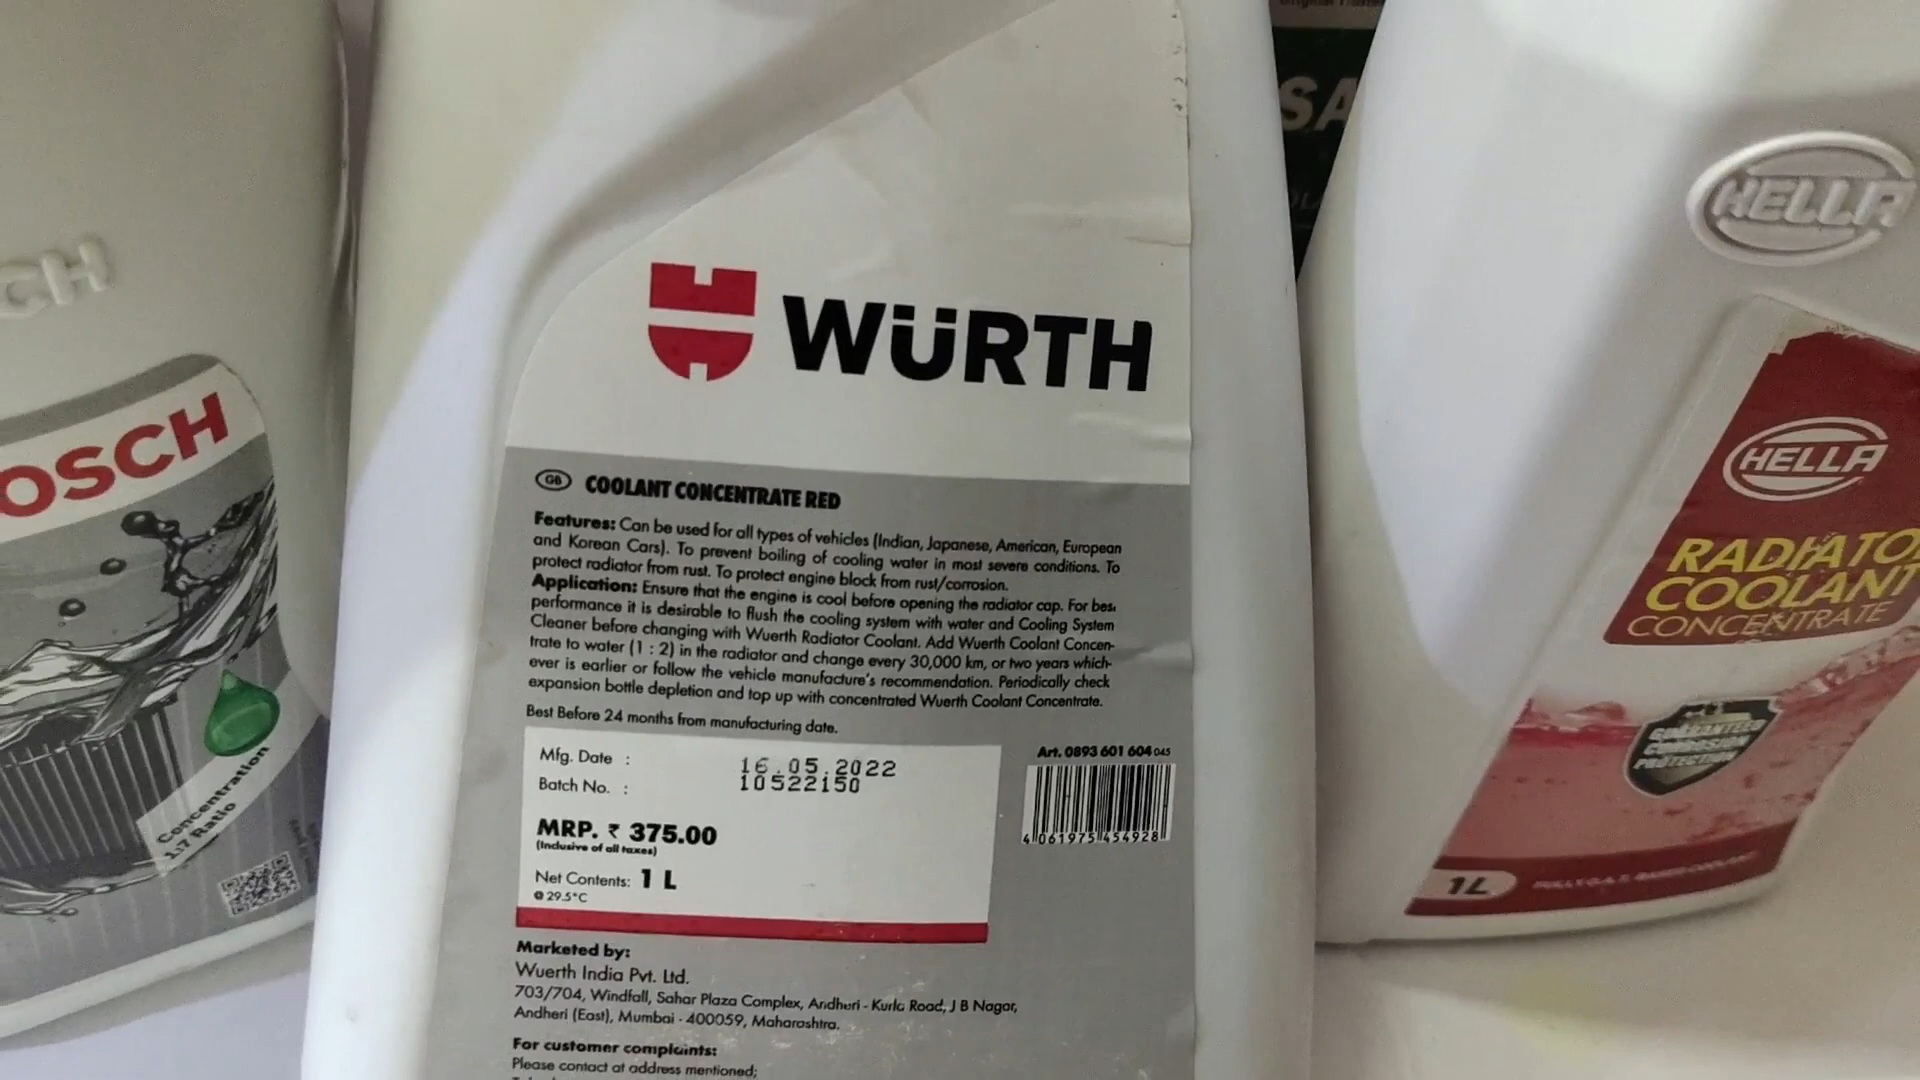 WÜRTH
GB COOLANT CONCENTRATE RED
Features: Can be used for all types of vehicles (Indian, Japanese, American, European
and Korean Cars). To prevent boiling of cooling water in most severe conditions. To
protect radiator from rust. To protect engine block from rust/corrosion.
Application: Ensure that the engine is cool before opening the radiator cap. For best
performance it is desirable to flush the cooling system with water and Cooling System
Cleaner before changing with Wuerth Radiator Coolant. Add Wuerth Coolant Concen-
trate to water (1 : 2) in the radiator and change every 30,000 km, or two years which-
ever is earlier or follow the vehicle manufacture's recommendation. Periodically check
expansion bottle depletion and top up with concentrated Wuerth Coolant Concentrate.
Best Before 24 months from manufacturing date.
Mfg. Date : 16.05.2022
Batch No. : 10522150
MRP. ₹ 375.00
(Inclusive of all taxes)
Net Contents: 1 L
@ 29.5°C
Art. 0893 601 604 045
4 061975 454928
Marketed by:
Wuerth India Pvt. Ltd.
703/704, Windfall, Sahar Plaza Complex, Andheri - Kurla Road, J B Nagar,
Andheri (East), Mumbai - 400059, Maharashtra.
For customer complaints:
Please contact at address mentioned;
CH
OSCH
Concentration
1:7 Ratio
SA
HELLA
HELLA
RADIATO
COOLANT
CONCENTRATE
GUARANTEED
CORROSION
PROTECTION
1L